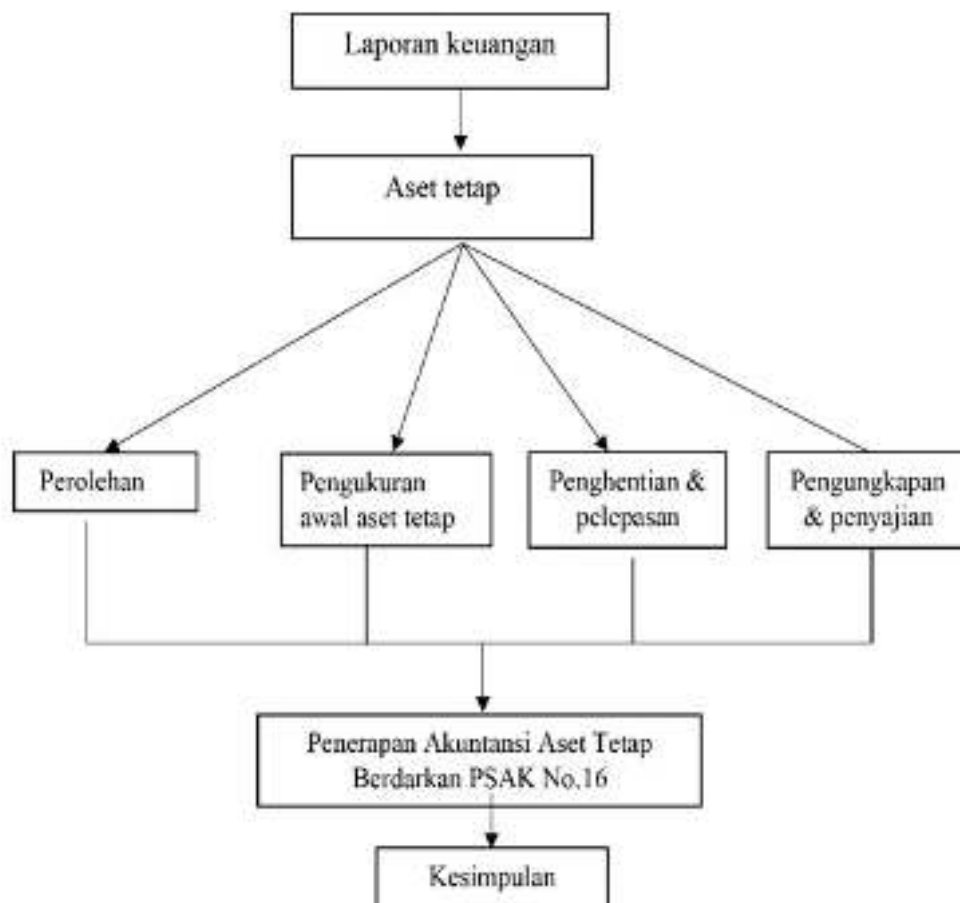 Laporan keuangan
Aset tetap
Perolehan
Pengukuran
awal aset tetap
Penghentian &
pelepasan
Pengungkapan
& penyajian
Penerapan Akuntansi Aset Tetap
Berdarkan PSAK No.16
Kesimpulan